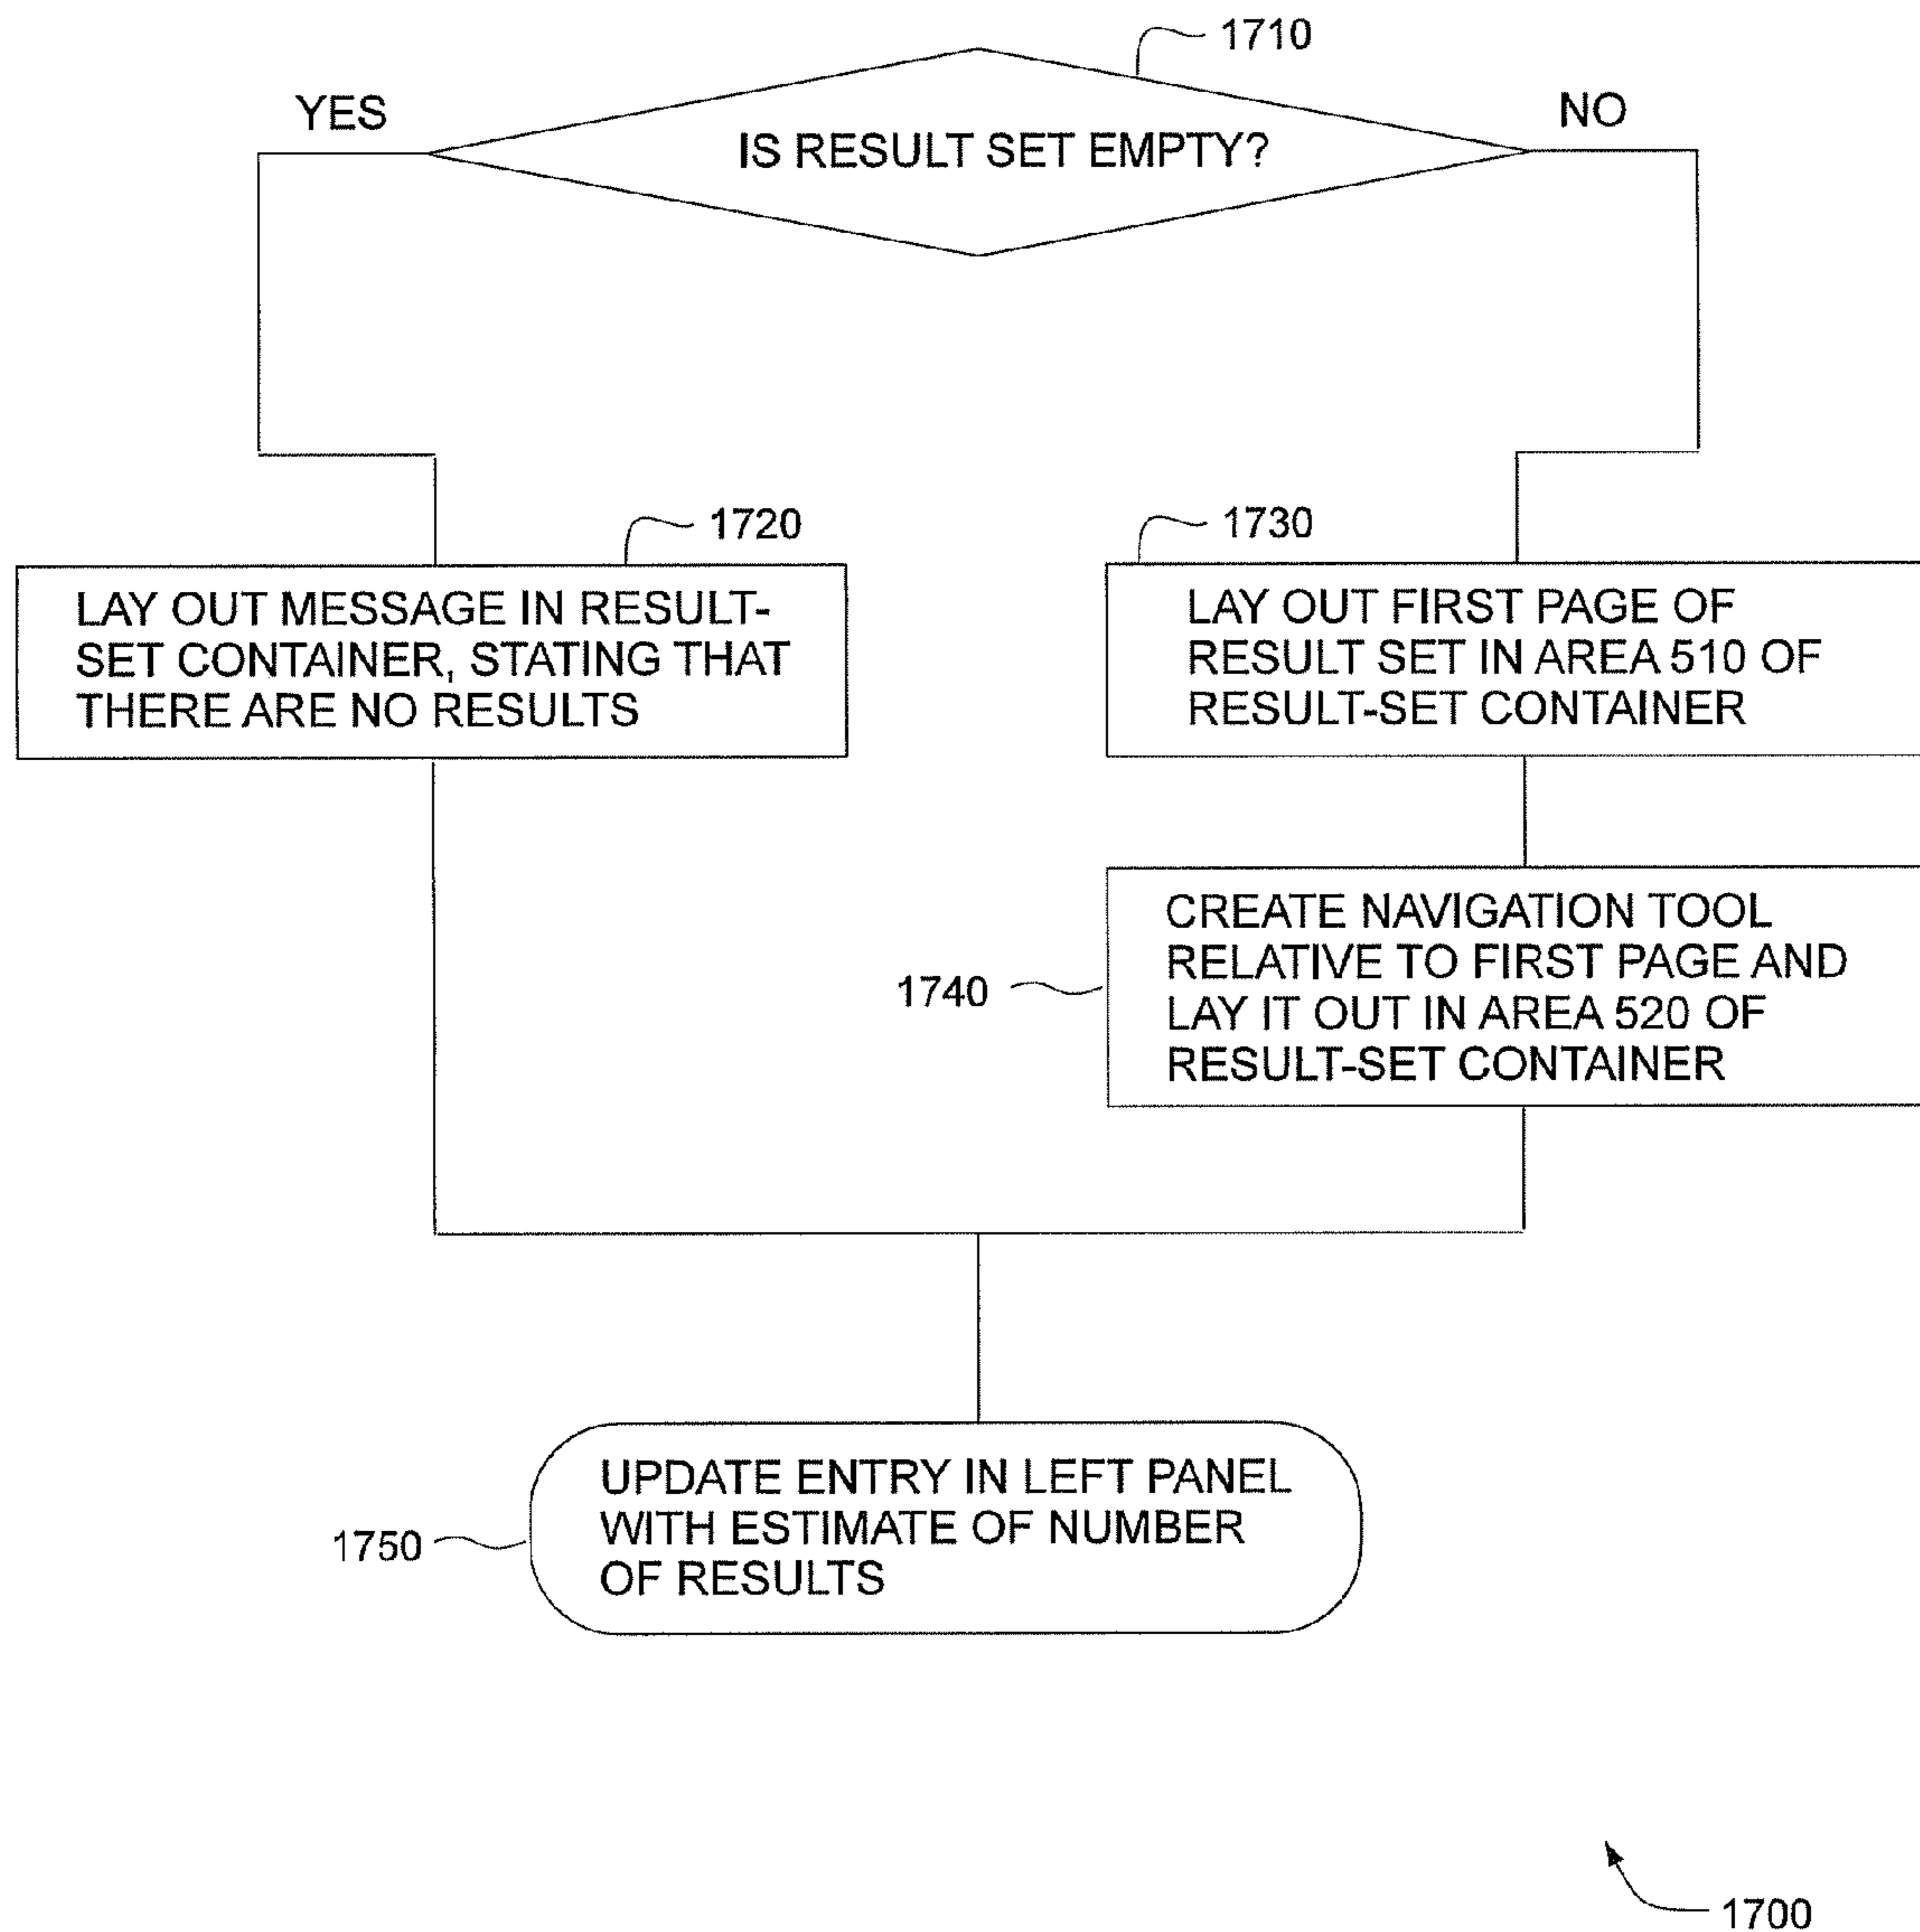 1710
YES
NO
IS RESULT SET EMPTY?
1720
1730
LAY OUT MESSAGE IN RESULT-
SET CONTAINER, STATING THAT
THERE ARE NO RESULTS
LAY OUT FIRST PAGE OF
RESULT SET IN AREA 510 OF
RESULT-SET CONTAINER
1740
CREATE NAVIGATION TOOL
RELATIVE TO FIRST PAGE AND
LAY IT OUT IN AREA 520 OF
RESULT-SET CONTAINER
1750
UPDATE ENTRY IN LEFT PANEL
WITH ESTIMATE OF NUMBER
OF RESULTS
1700